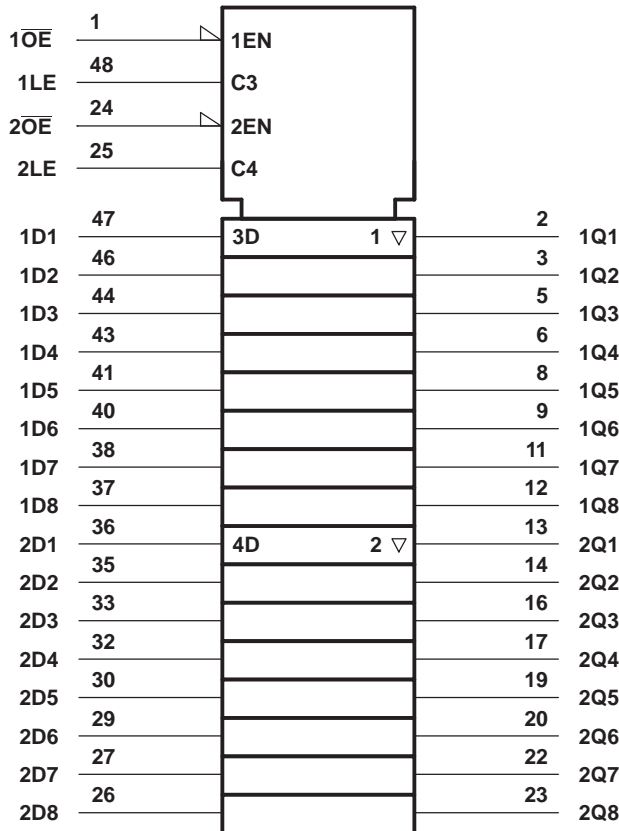 1O̅E̅ 1 1EN
1LE 48 C3
2O̅E̅ 24 2EN
2LE 25 C4
1D1 47 3D 1 ▽ 2 1Q1
1D2 46 3 1Q2
1D3 44 5 1Q3
1D4 43 6 1Q4
1D5 41 8 1Q5
1D6 40 9 1Q6
1D7 38 11 1Q7
1D8 37 12 1Q8
2D1 36 4D 2 ▽ 13 2Q1
2D2 35 14 2Q2
2D3 33 16 2Q3
2D4 32 17 2Q4
2D5 30 19 2Q5
2D6 29 20 2Q6
2D7 27 22 2Q7
2D8 26 23 2Q8